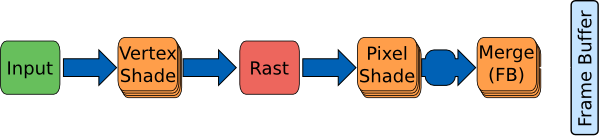 Input
Vertex
Shade
Rast
Pixel
Shade
Merge
(FB)
Frame Buffer